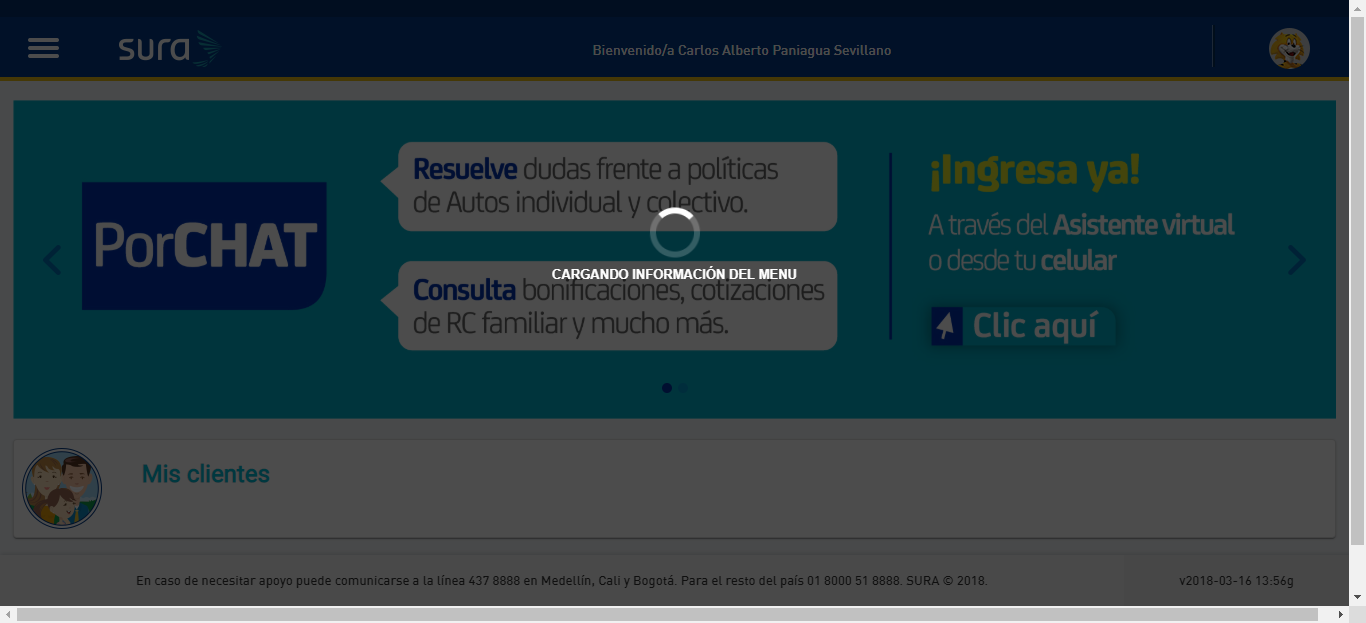 sura
Bienvenido/a Carlos Alberto Paniagua Sevillano
PorCHAT
Resuelve dudas frente a políticas
de Autos individual y colectivo.
Consulta bonificaciones, cotizaciones
de RC familiar y mucho más.
¡Ingresa ya!
A través del Asistente virtual
o desde tu celular
Clic aquí
CARGANDO INFORMACIÓN DEL MENU
Mis clientes
En caso de necesitar apoyo puede comunicarse a la línea 437 8888 en Medellín, Cali y Bogotá. Para el resto del país 01 8000 51 8888. SURA © 2018.
v2018-03-16 13:56g